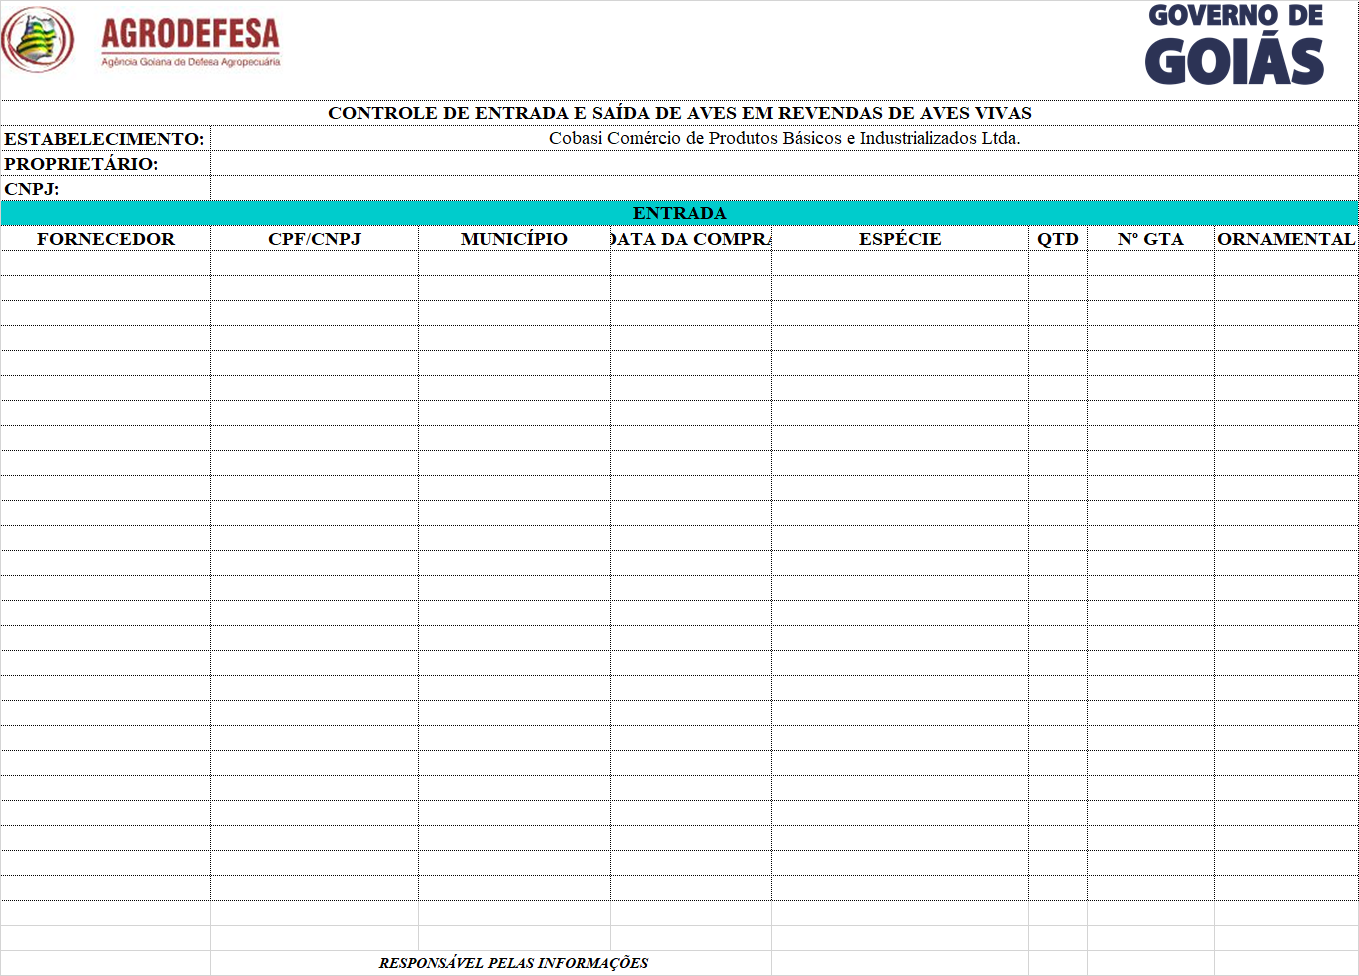 AGRODEFESA
Agência Goiana de Defesa Agropecuária
GOVERNO DE
GOIÁS
CONTROLE DE ENTRADA E SAÍDA DE AVES EM REVENDAS DE AVES VIVAS
ESTABELECIMENTO: Cobasi Comércio de Produtos Básicos e Industrializados Ltda.
PROPRIETÁRIO:
CNPJ:
ENTRADA
FORNECEDOR CPF/CNPJ MUNICÍPIO DATA DA COMPRA ESPÉCIE QTD Nº GTA ORNAMENTAL
RESPONSÁVEL PELAS INFORMAÇÕES